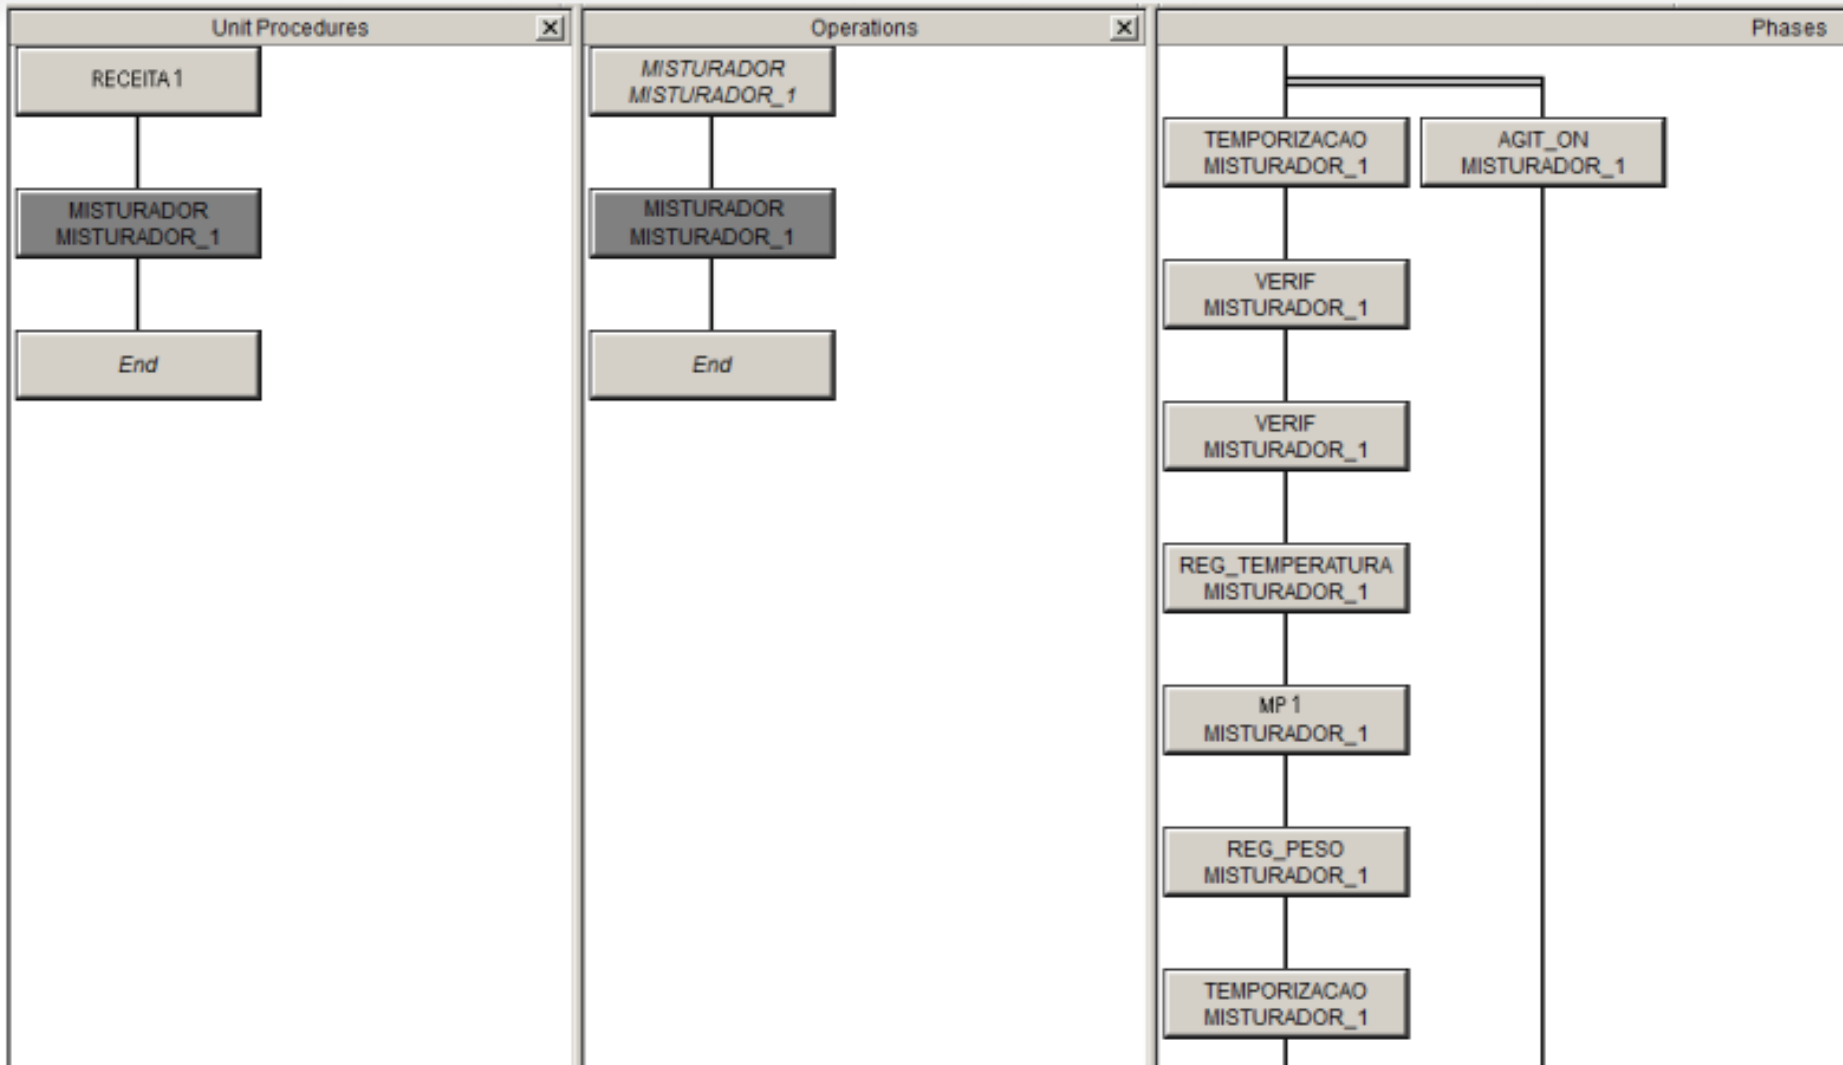 Unit Procedures
RECEITA 1
MISTURADOR
MISTURADOR_1
End
Operations
MISTURADOR
MISTURADOR_1
MISTURADOR
MISTURADOR_1
End
Phases
TEMPORIZACAO
MISTURADOR_1
AGIT_ON
MISTURADOR_1
VERIF
MISTURADOR_1
VERIF
MISTURADOR_1
REG_TEMPERATURA
MISTURADOR_1
MP 1
MISTURADOR_1
REG_PESO
MISTURADOR_1
TEMPORIZACAO
MISTURADOR_1